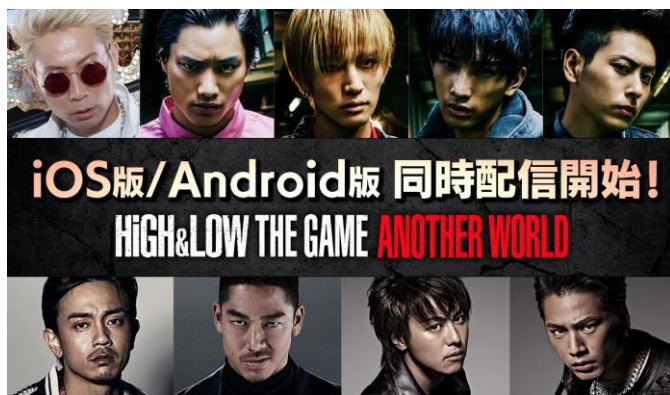 iOS版/Android版 同時配信開始!
HiGH&LOW THE GAME ANOTHER WORLD